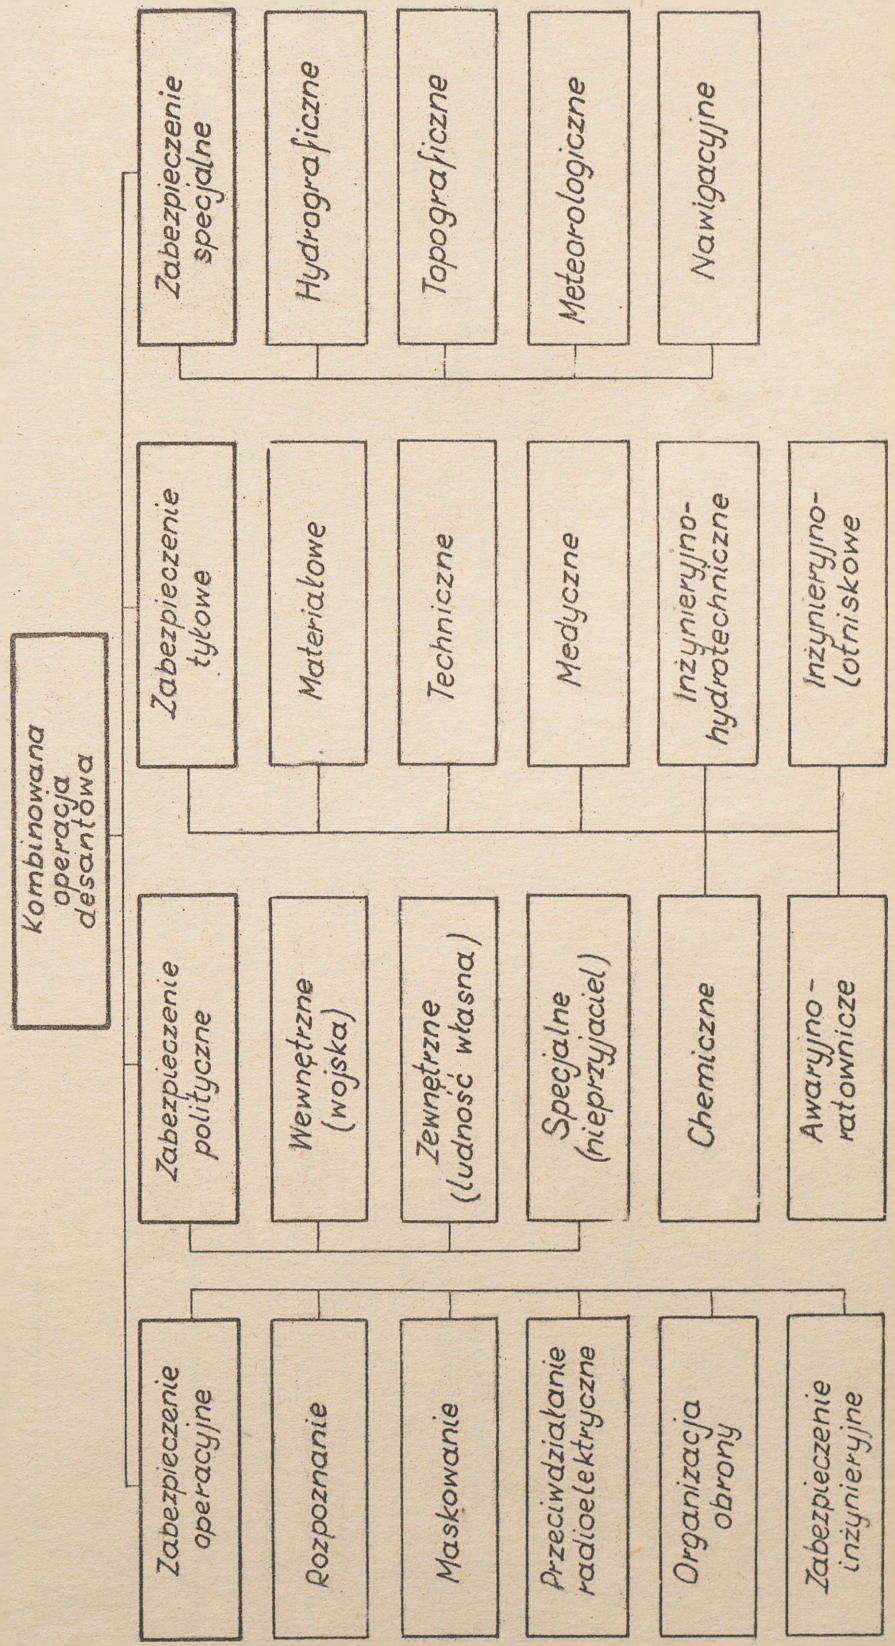 Kombinowana
operacja
desantowa
Zabezpieczenie
operacyjne
Rozpoznanie
Maskowanie
Przeciwdziałanie
radioelektryczne
Organizacja
obrony
Zabezpieczenie
inżynieryjne
Zabezpieczenie
polityczne
Wewnętrzne
(wojska)
Zewnętrzne
(ludność własna)
Specjalne
(nieprzyjaciel)
Chemiczne
Awaryjno-
ratownicze
Zabezpieczenie
tyłowe
Materiałowe
Techniczne
Medyczne
Inżynieryjno-
hydrotechniczne
Inżynieryjno-
lotniskowe
Zabezpieczenie
specjalne
Hydrograficzne
Topograficzne
Meteorologiczne
Nawigacyjne